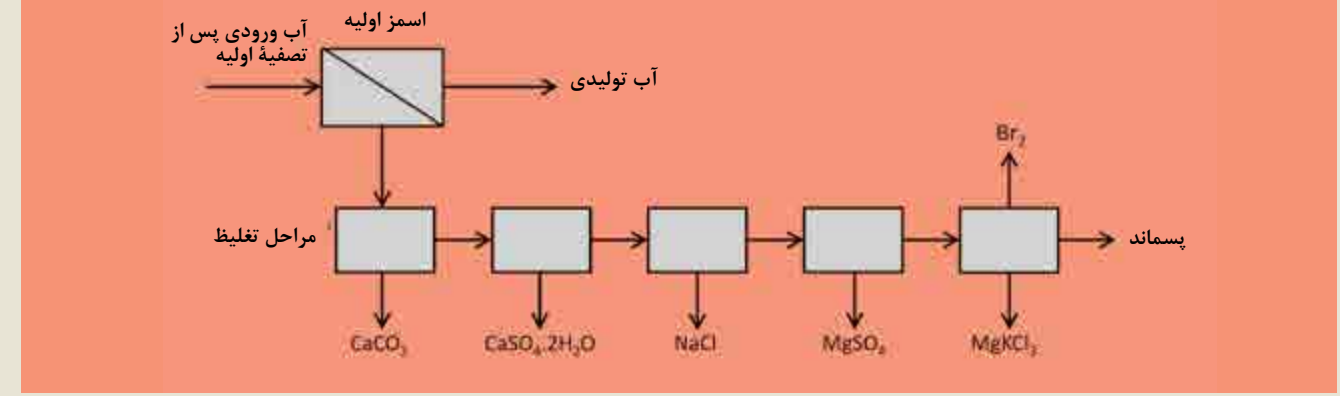 اسمز اولیه
آب ورودی پس از
تصفیهٔ اولیه
آب تولیدی
Br₂
مراحل تغلیظ
پسماند
CaCO₃
CaSO₄.2H₂O
NaCl
MgSO₄
MgKCl₃